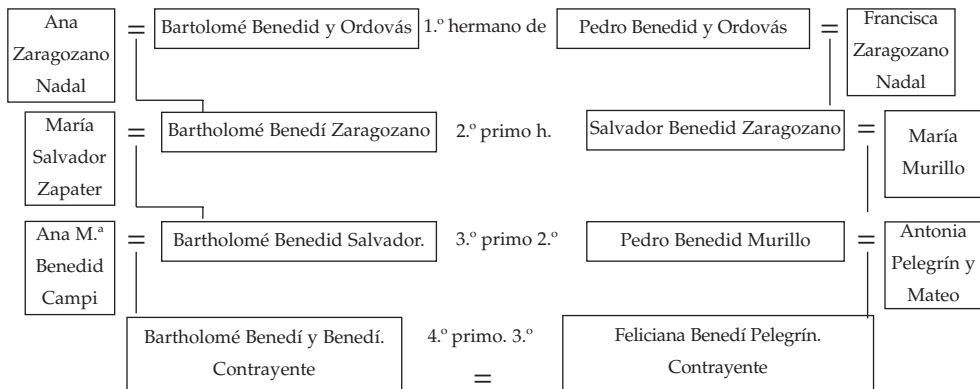 Ana
Zaragozano
Nadal
=
Bartolomé Benedid y Ordovás
1.º hermano de
Pedro Benedid y Ordovás
=
Francisca
Zaragozano
Nadal
María
Salvador
Zapater
=
Bartholomé Benedí Zaragozano
2.º primo h.
Salvador Benedid Zaragozano
=
María
Murillo
Ana M.ª
Benedid
Campi
=
Bartholomé Benedid Salvador.
3.º primo 2.º
Pedro Benedid Murillo
=
Antonia
Pelegrín y
Mateo
Bartholomé Benedí y Benedí.
Contrayente
4.º primo. 3.º
=
Feliciana Benedí Pelegrín.
Contrayente